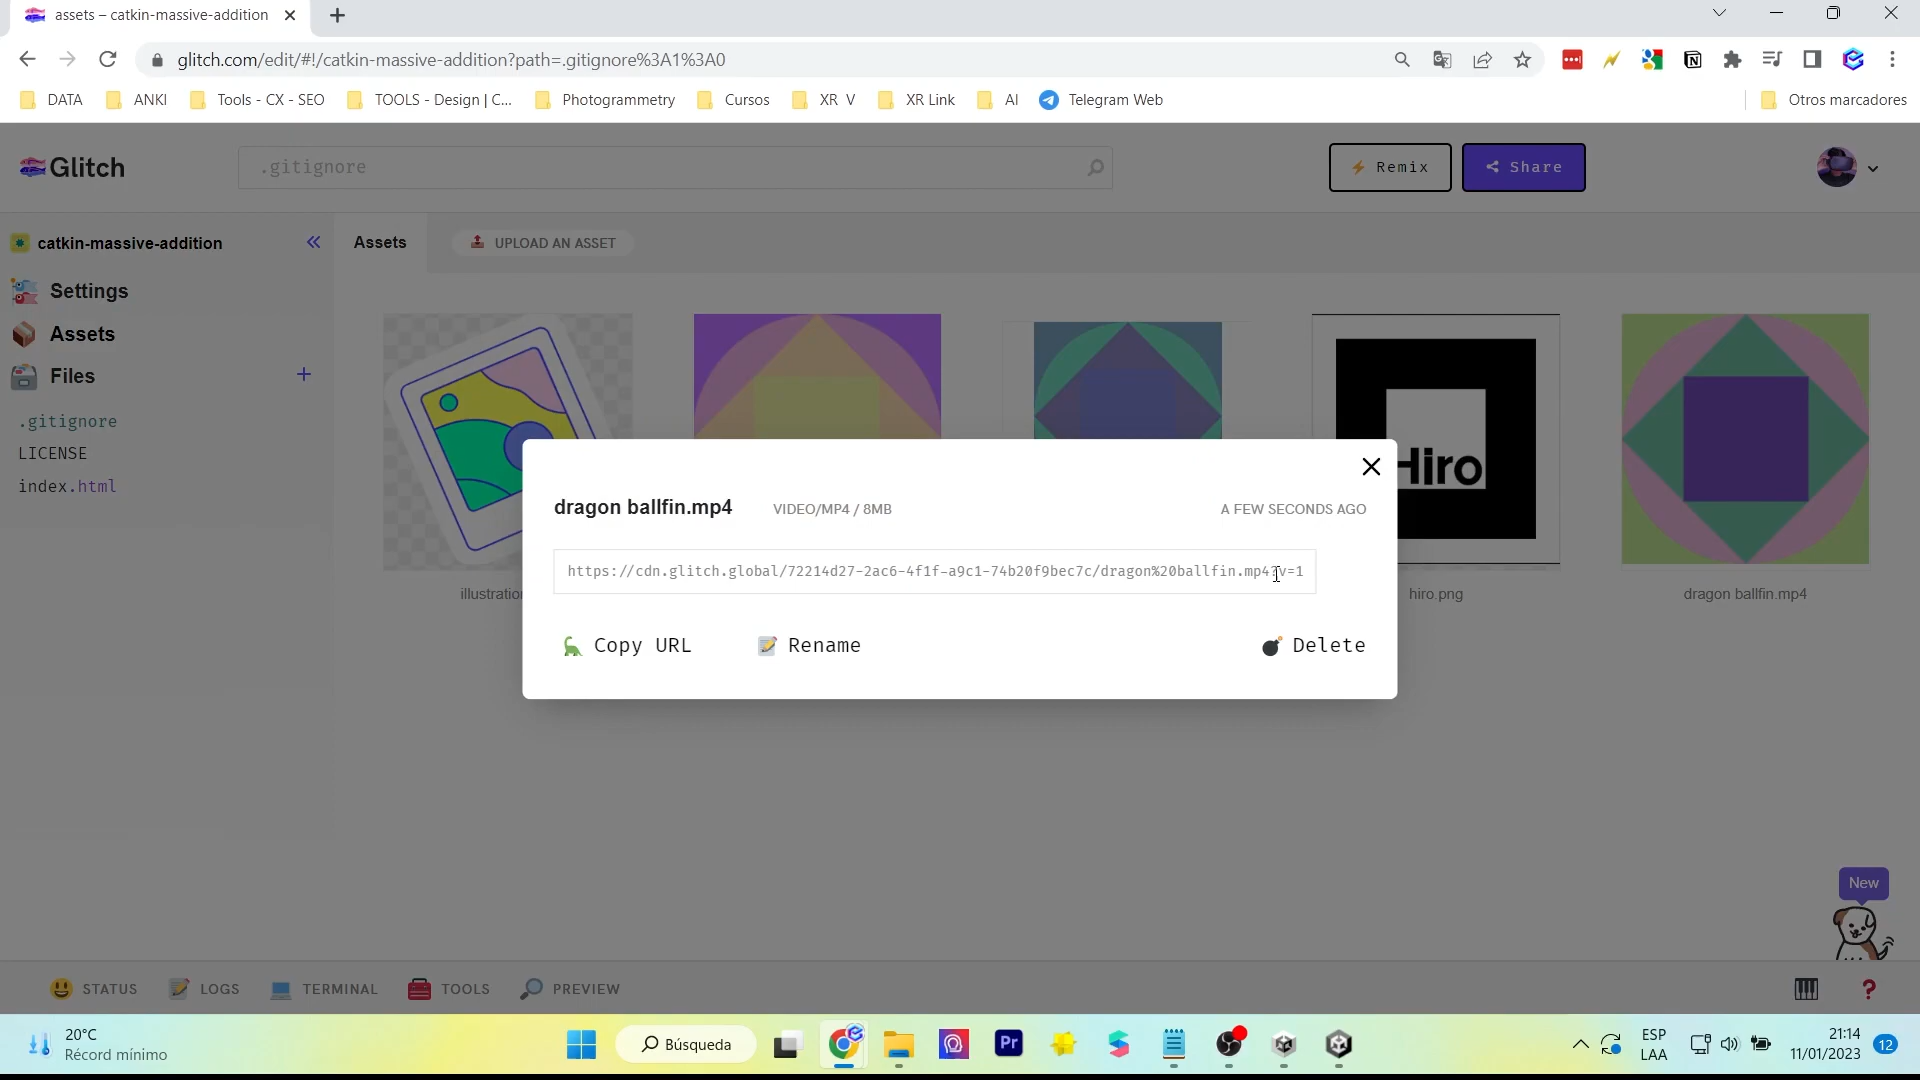 assets – catkin-massive-addition
glitch.com/edit/#!/catkin-massive-addition?path=.gitignore%3A1%3A0
DATA
ANKI
Tools - CX - SEO
TOOLS - Design | C...
Photogrammetry
Cursos
XR V
XR Link
AI
Telegram Web
Otros marcadores
Glitch
.gitignore
Remix
Share
catkin-massive-addition
Assets
UPLOAD AN ASSET
Settings
Assets
Files
.gitignore
LICENSE
index.html
Hiro
dragon ballfin.mp4
VIDEO/MP4 / 8MB
A FEW SECONDS AGO
https://cdn.glitch.global/72214d27-2ac6-4f1f-a9c1-74b20f9bec7c/dragon%20ballfin.mp4?v=1
hiro.png
dragon ballfin.mp4
Copy URL
Rename
Delete
New
STATUS
LOGS
TERMINAL
TOOLS
PREVIEW
?
20°C
Récord mínimo
Búsqueda
Pr
ESP
LAA
21:14
11/01/2023
12